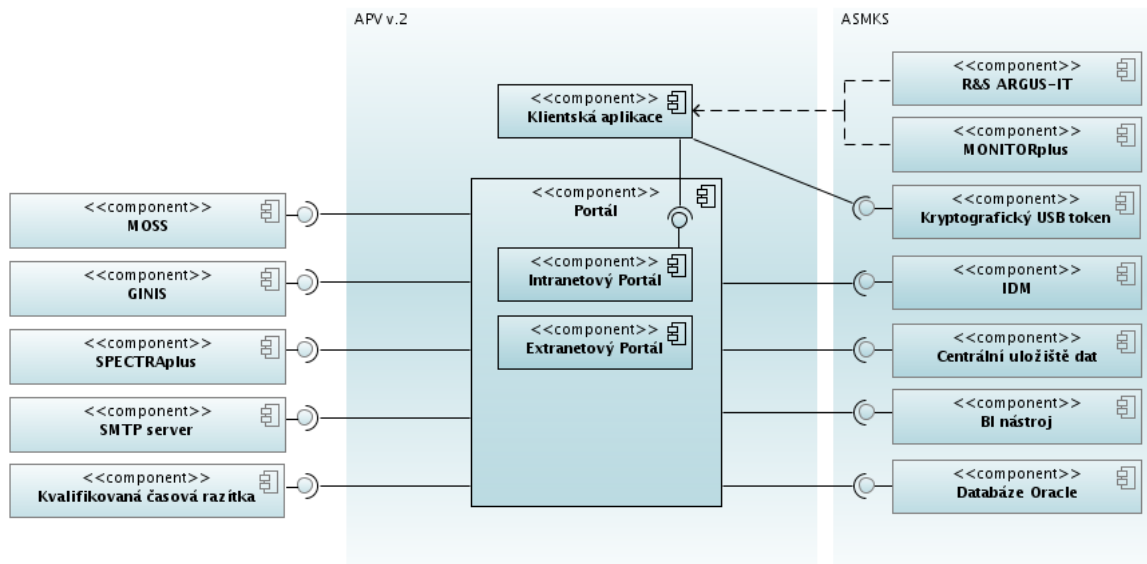 APV v.2
ASMKS
<<component>>
Klientská aplikace
<<component>>
R&S ARGUS-IT
<<component>>
MONITORplus
<<component>>
Kryptografický USB token
<<component>>
Portál
<<component>>
Intranetový Portál
<<component>>
Extranetový Portál
<<component>>
MOSS
<<component>>
GINIS
<<component>>
SPECTRAplus
<<component>>
SMTP server
<<component>>
Kvalifikovaná časová razítka
<<component>>
IDM
<<component>>
Centrální uložiště dat
<<component>>
BI nástroj
<<component>>
Databáze Oracle